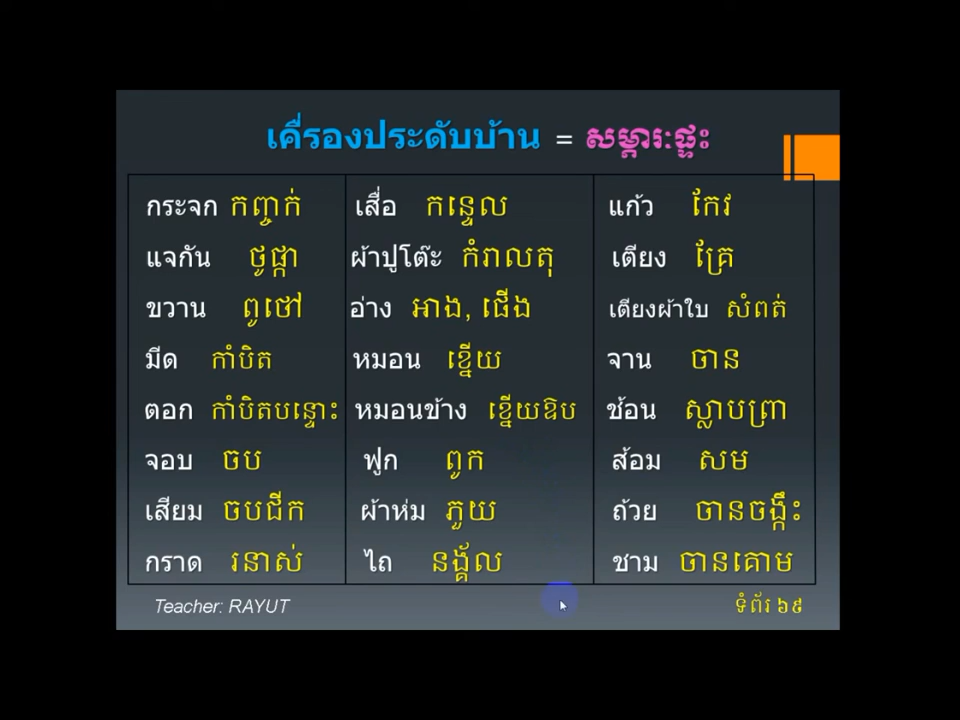 เคื่รองประดับบ้าน = សម្ភារៈផ្ទះ
กระจก កញ្ចក់ เสื่อ កន្ទេល แก้ว កែវ
แจกัน ថូផ្កា ผ้าปูโต๊ะ កំរាលតុ เตียง គ្រែ
ขวาน ពូថៅ อ่าง អាង, ផើង เตียงผ้าใบ សំពត់
มีด កាំបិត หมอน ខ្នើយ จาน ចាន
ตอก កាំបិតបន្ទោះ หมอนข้าง ខ្នើយឱប ช้อน ស្លាបព្រា
จอบ ចប ฟูก ពូក ส้อม សម
เสียม ចបជីក ผ้าห่ม ភួយ ถ้วย ចានចង្កឹះ
กราด រនាស់ ไถ នង្គ័ល ชาม ចានគោម
Teacher: RAYUT ទំព័រ ៦៩